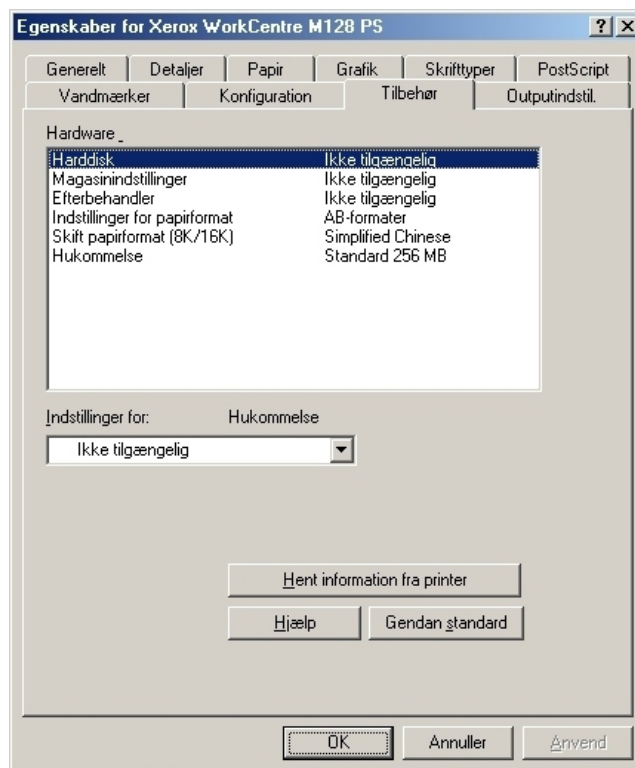 Egenskaber for Xerox WorkCentre M128 PS
Generelt Detaljer Papir Grafik Skrifttyper PostScript
Vandmærker Konfiguration Tilbehør Outputindstil.
Hardware
Harddisk Ikke tilgængelig
Magasinindstillinger Ikke tilgængelig
Efterbehandler Ikke tilgængelig
Indstillinger for papirformat AB-formater
Skift papirformat (8K/16K) Simplified Chinese
Hukommelse Standard 256 MB
Indstillinger for: Hukommelse
Ikke tilgængelig
Hent information fra printer
Hjælp Gendan standard
OK Annuller Anvend